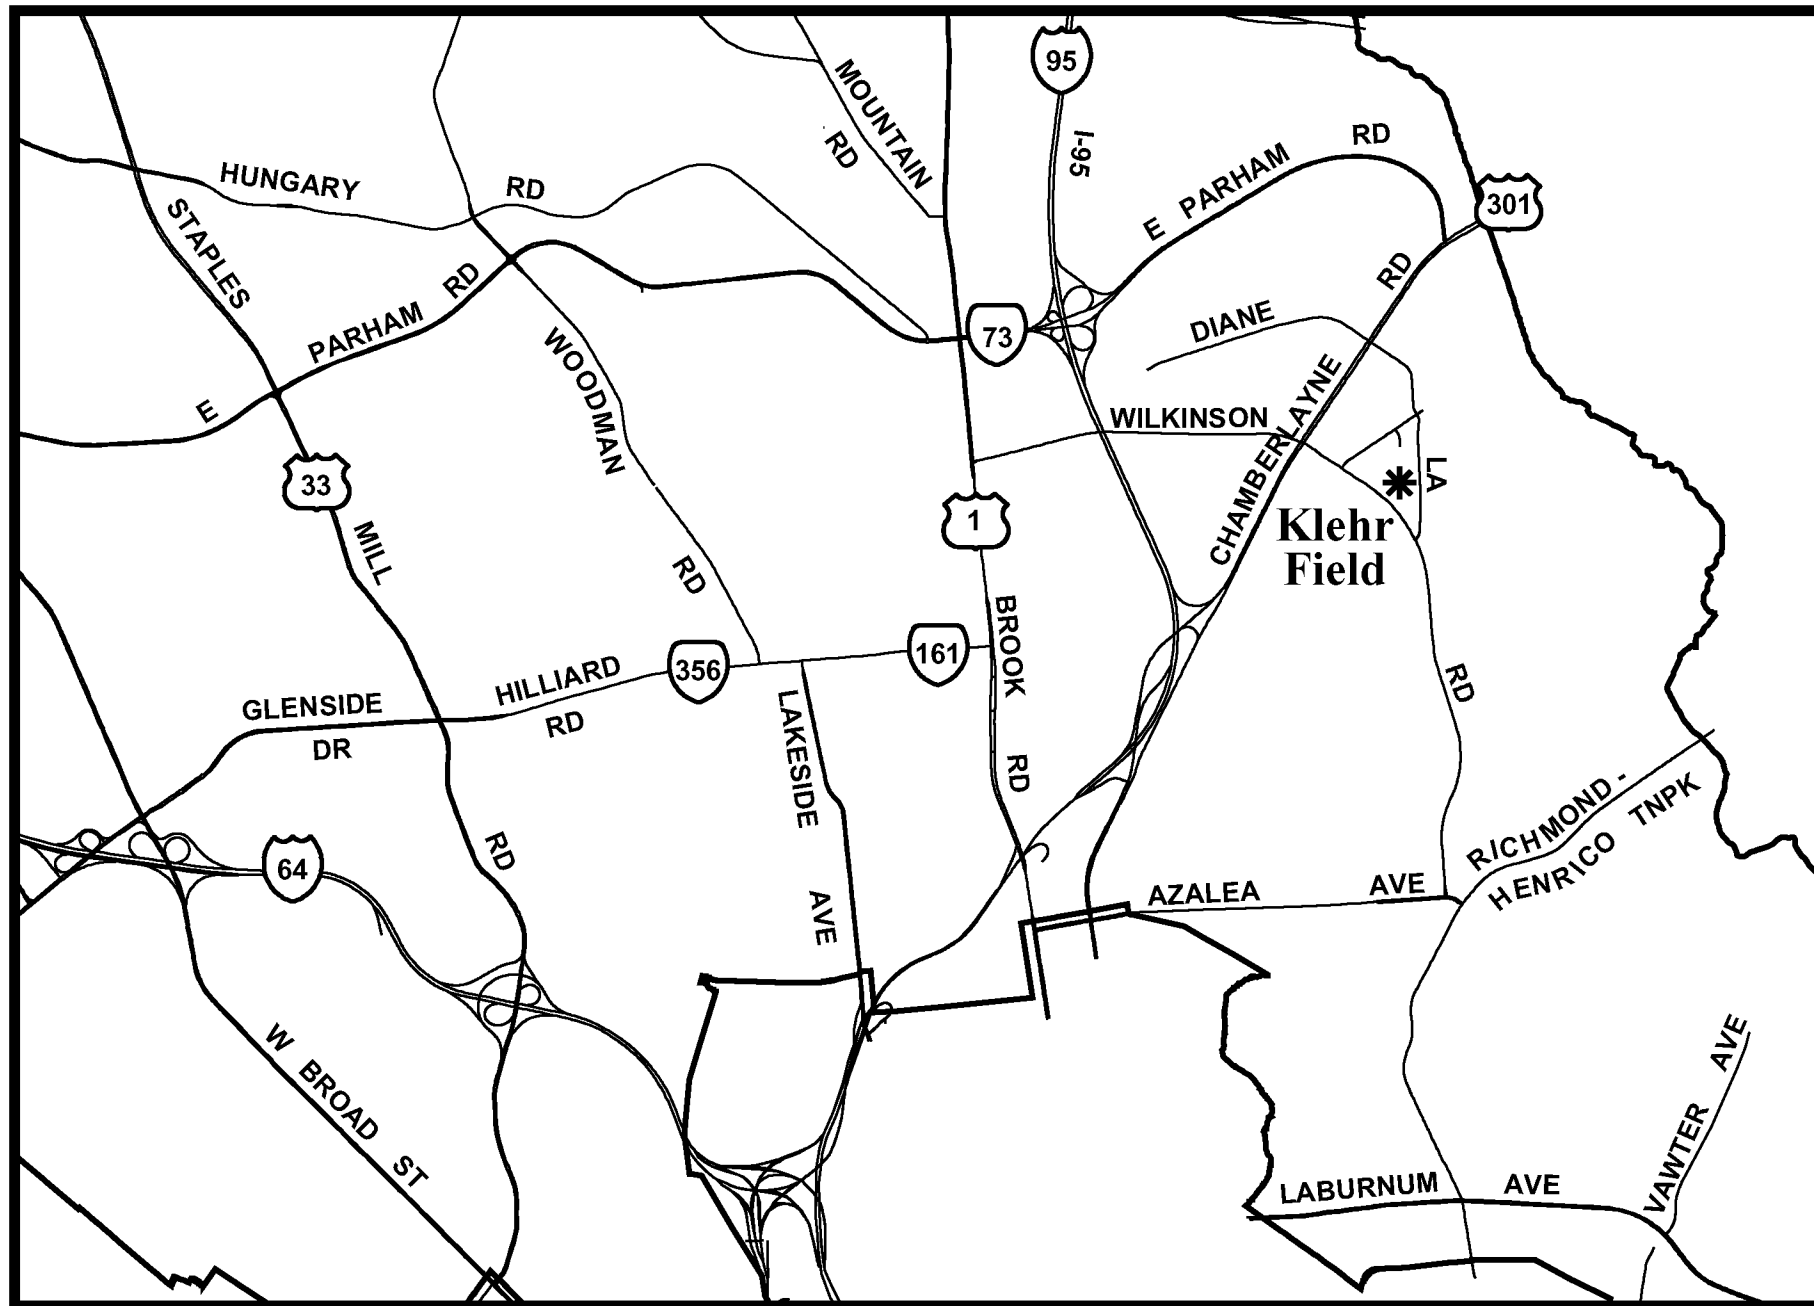 95
MOUNTAIN
RD
I-95
E PARHAM RD
HUNGARY RD
301
STAPLES
MILL
RD
E PARHAM RD
WOODMAN
RD
73
DIANE
LA
WILKINSON
RD
CHAMBERLAYNE RD
33
1
Klehr
Field
BROOK
RD
161
356
HILLIARD
RD
GLENSIDE
DR
LAKESIDE
AVE
64
RICHMOND -
HENRICO TNPK
AZALEA AVE
W BROAD ST
VAWTER AVE
LABURNUM AVE